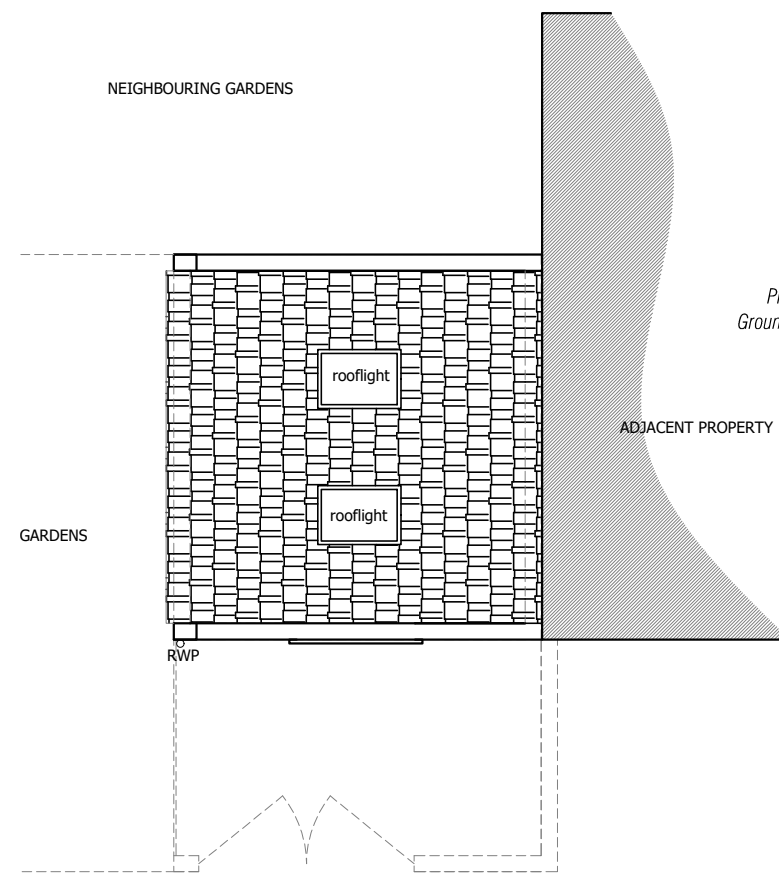 NEIGHBOURING GARDENS
rooflight
ADJACENT PROPERTY
rooflight
GARDENS
RWP